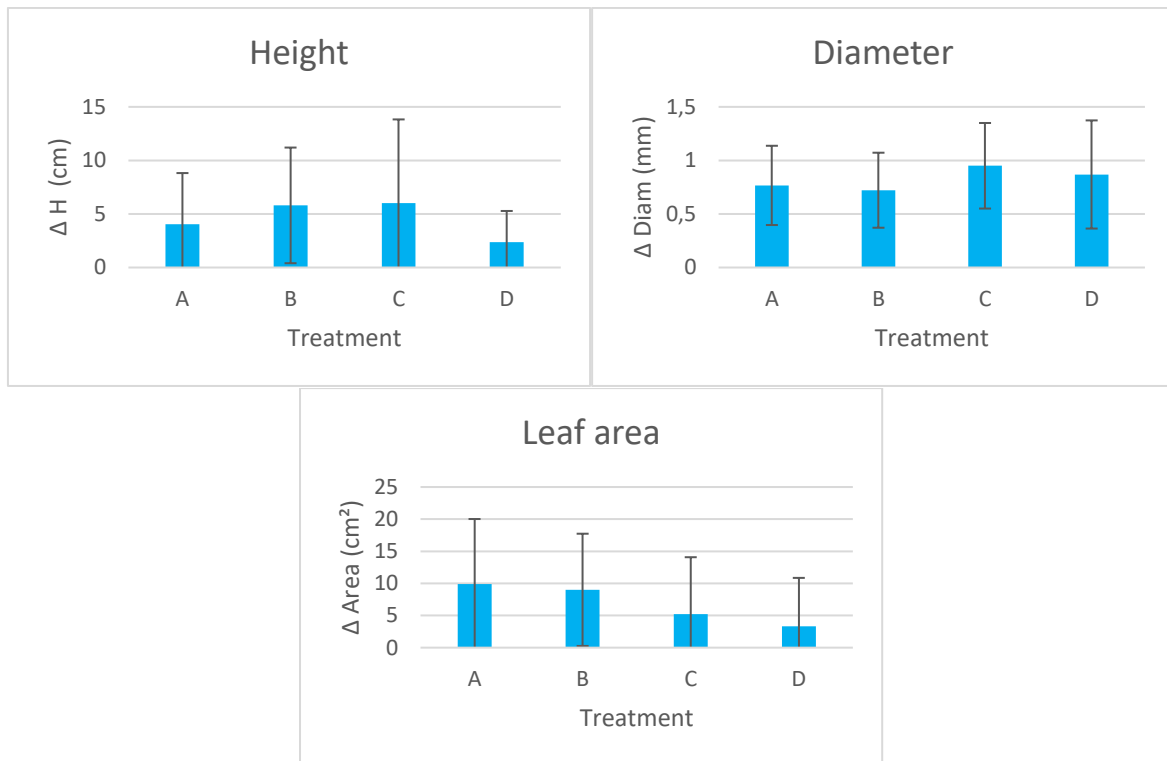 Height
15
10
5
0
Δ H (cm)
A B C D
Treatment
Diameter
1,5
1
0,5
0
Δ Diam (mm)
A B C D
Treatment
Leaf area
25
20
15
10
5
0
Δ Area (cm²)
A B C D
Treatment